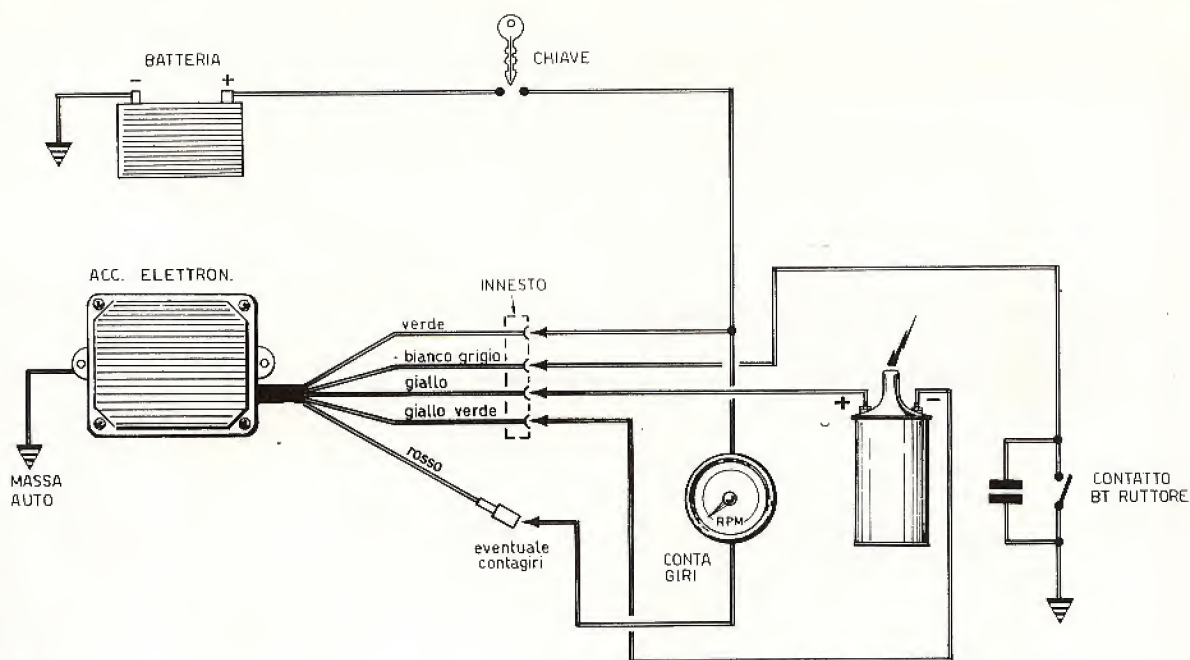 BATTERIA
- +
CHIAVE
ACC. ELETTRON.
INNESTO
verde
bianco grigio
giallo
giallo verde
rosso
+ -
MASSA
AUTO
RPM
eventuale
contagiri
CONTA
GIRI
CONTATTO
BT RUTTORE